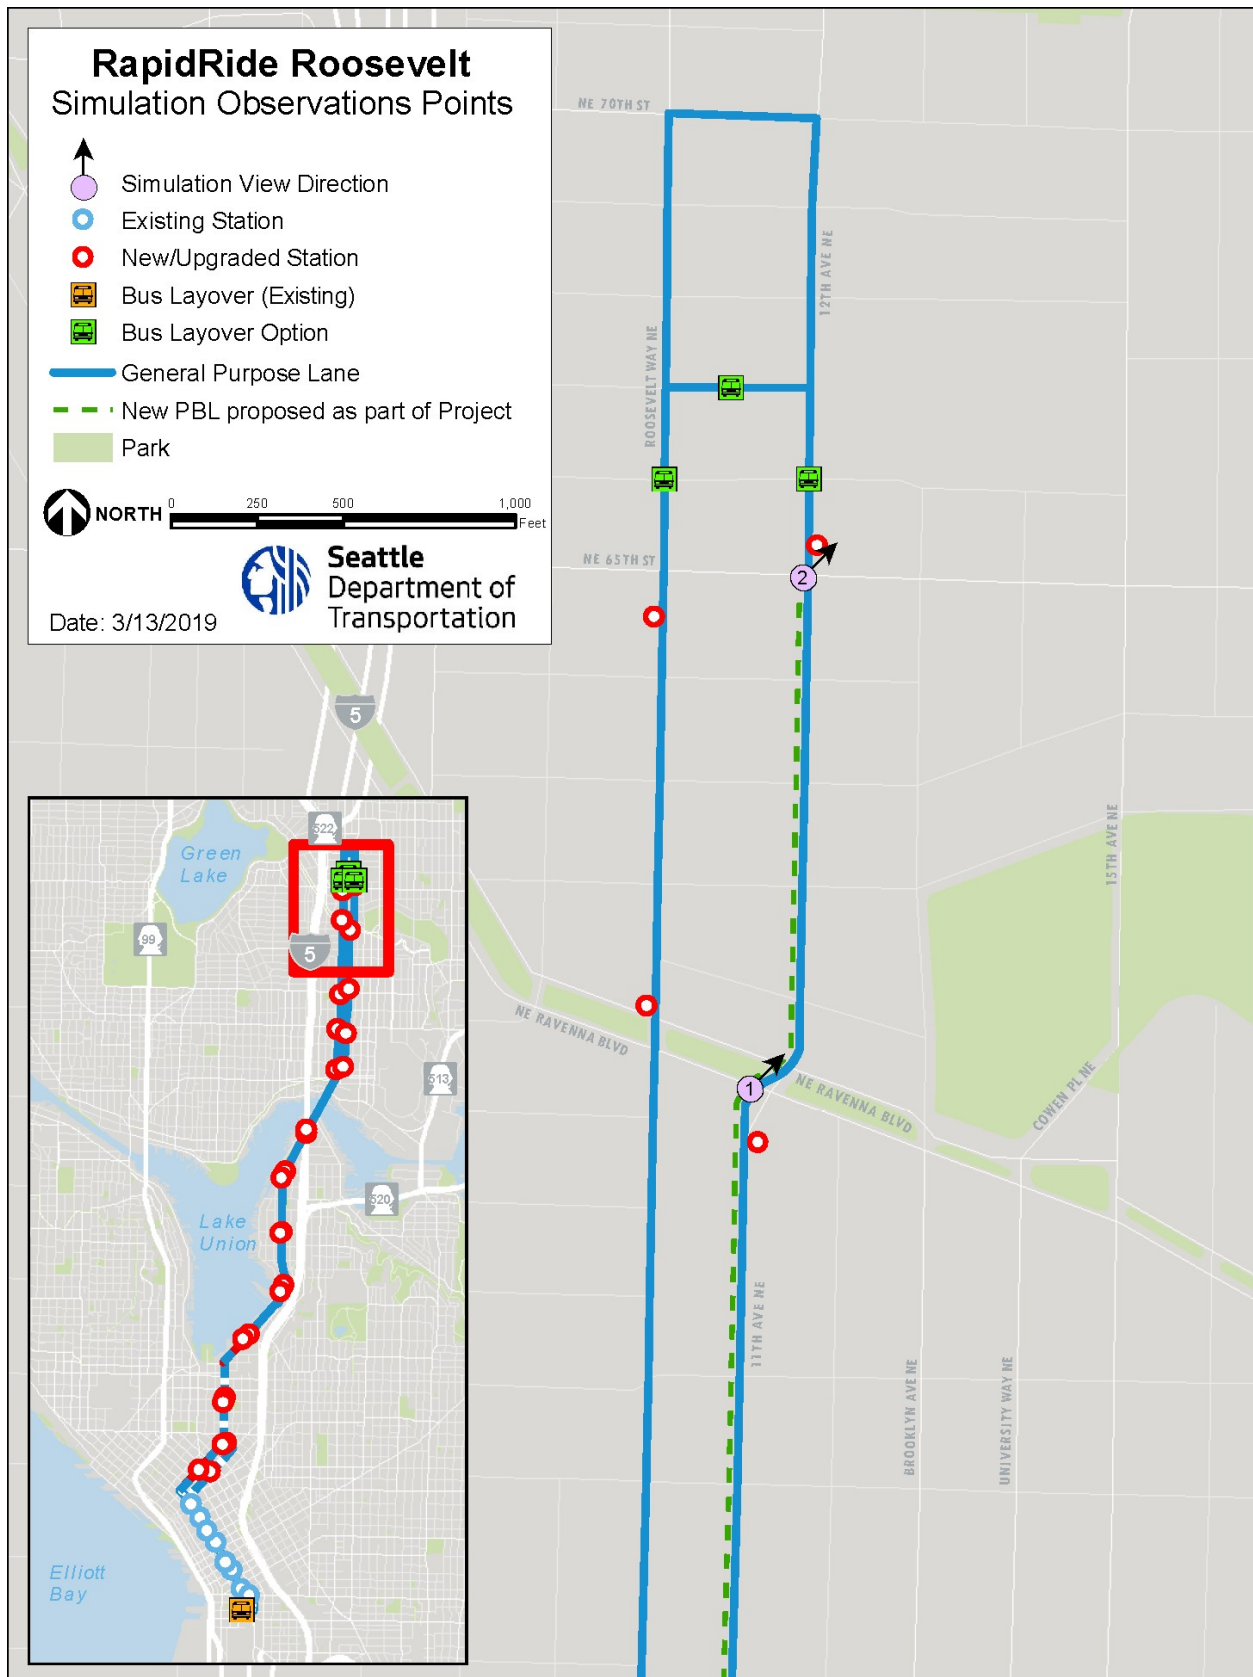 RapidRide Roosevelt
Simulation Observations Points
Simulation View Direction
Existing Station
New/Upgraded Station
Bus Layover (Existing)
Bus Layover Option
General Purpose Lane
New PBL proposed as part of Project
Park
NORTH
0 250 500 1,000
Feet
Seattle
Department of
Transportation
Date: 3/13/2019
NE 70TH ST
12TH AVE NE
ROOSEVELT WAY NE
NE 65TH ST
2
5
15TH AVE NE
NE RAVENNA BLVD
1
NE RAVENNA BLVD
COWEN PL NE
11TH AVE NE
BROOKLYN AVE NE
UNIVERSITY WAY NE
522
Green
Lake
99
5
513
520
Lake
Union
Elliott
Bay